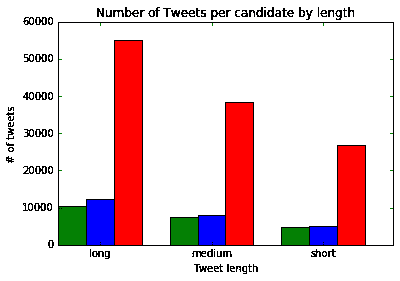 Number of Tweets per candidate by length
60000
50000
40000
30000
20000
10000
0
# of tweets
long medium short
Tweet length